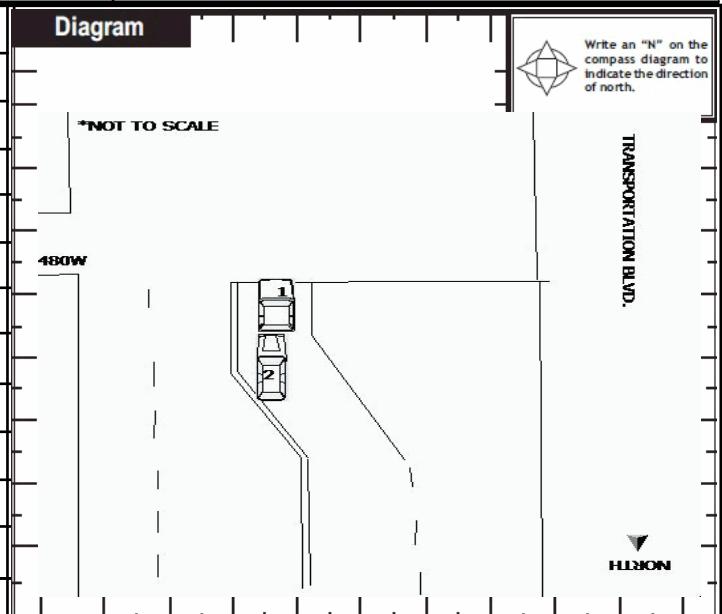 Diagram
Write an “N” on the
compass diagram to
indicate the direction
of north.
*NOT TO SCALE
TRANSPORTATION BLVD.
480W
1
2
NORTH